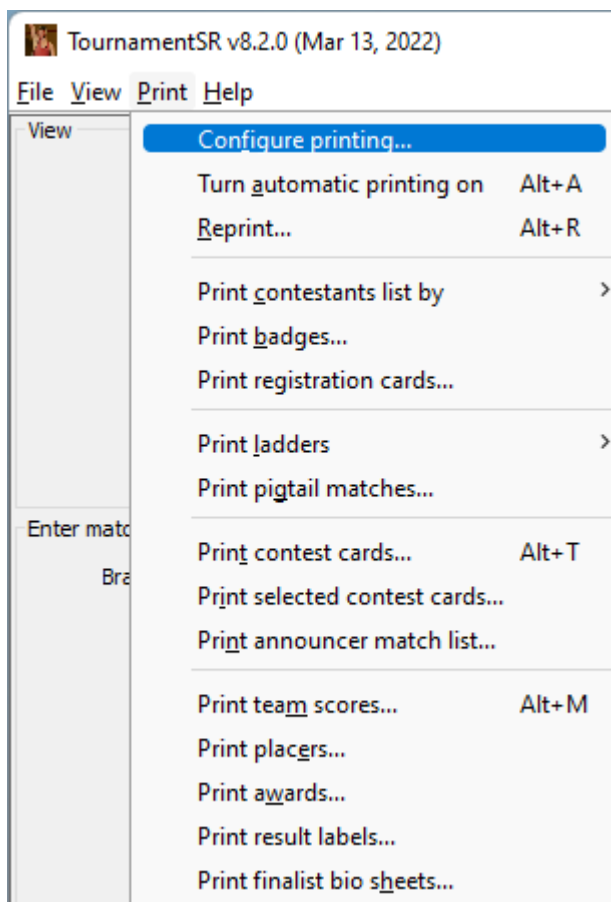 TournamentSR v8.2.0 (Mar 13, 2022)
File View Print Help
View
Configure printing...
Turn automatic printing on Alt+A
Reprint... Alt+R
Print contestants list by
Print badges...
Print registration cards...
Print ladders
Print pigtail matches...
Enter matc
Print contest cards... Alt+T
Bra
Print selected contest cards...
Print announcer match list...
Print team scores... Alt+M
Print placers...
Print awards...
Print result labels...
Print finalist bio sheets...